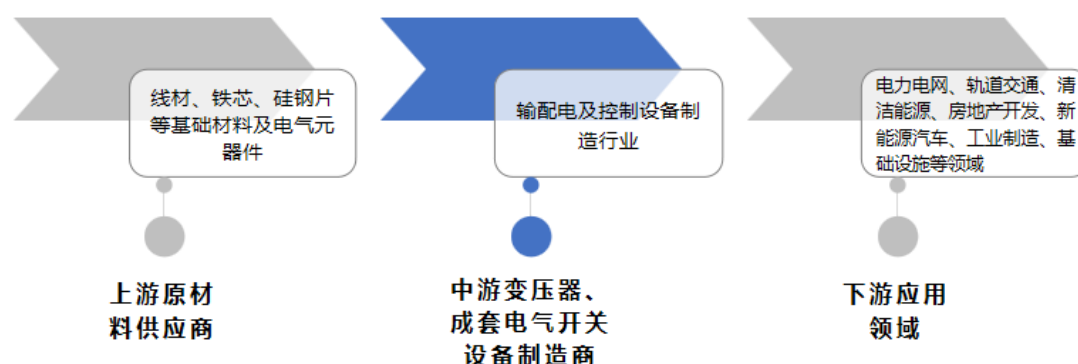 线材、铁芯、硅钢片
等基础材料及电气元
器件
输配电及控制设备制
造行业
电力电网、轨道交通、清
洁能源、房地产开发、新
能源汽车、工业制造、基
础设施等领域
上游原材
料供应商
中游变压器、
成套电气开关
设备制造商
下游应用
领域